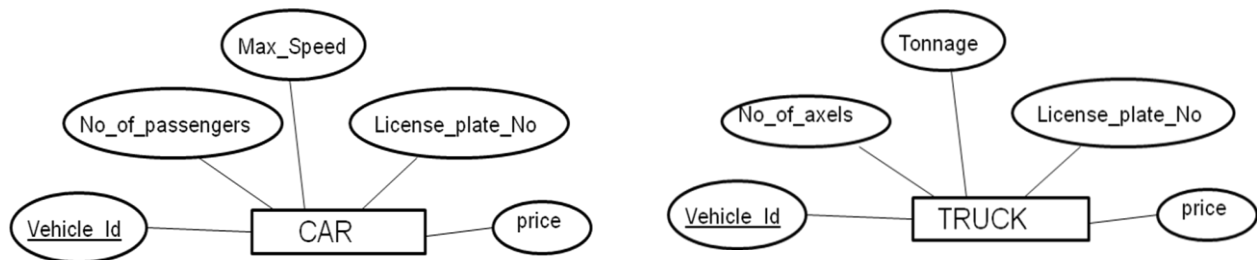 Max_Speed
No_of_passengers
License_plate_No
Vehicle_Id
CAR
price
Tonnage
No_of_axels
License_plate_No
Vehicle_Id
TRUCK
price